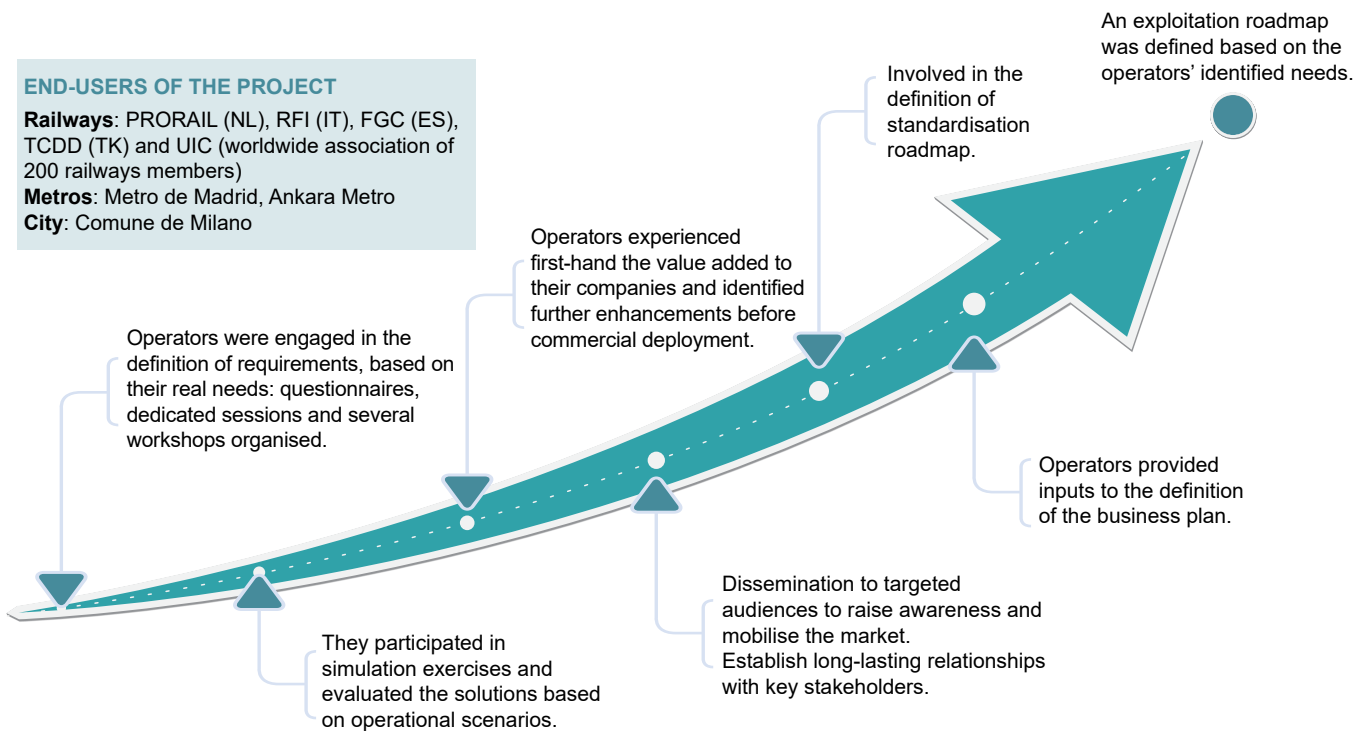 END-USERS OF THE PROJECT
Railways: PRORAIL (NL), RFI (IT), FGC (ES),
TCDD (TK) and UIC (worldwide association of
200 railways members)
Metros: Metro de Madrid, Ankara Metro
City: Comune de Milano
Operators were engaged in the
definition of requirements, based on
their real needs: questionnaires,
dedicated sessions and several
workshops organised.
They participated in
simulation exercises and
evaluated the solutions based
on operational scenarios.
Operators experienced
first-hand the value added to
their companies and identified
further enhancements before
commercial deployment.
Dissemination to targeted
audiences to raise awareness and
mobilise the market.
Establish long-lasting relationships
with key stakeholders.
Involved in the
definition of
standardisation
roadmap.
Operators provided
inputs to the definition
of the business plan.
An exploitation roadmap
was defined based on the
operators’ identified needs.